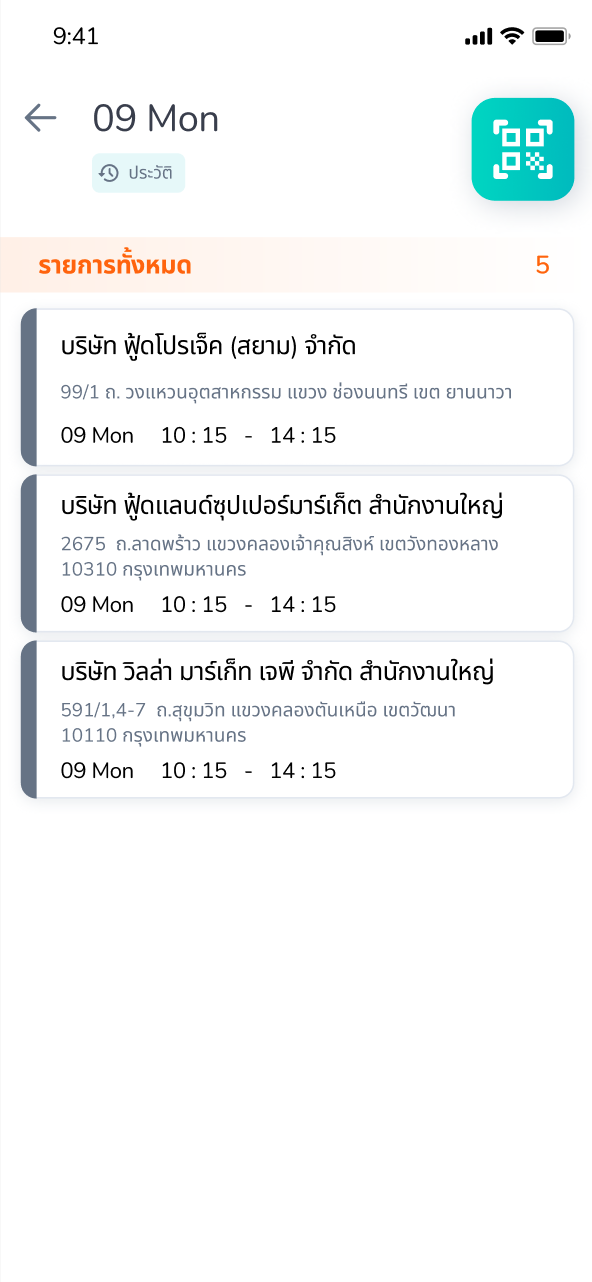 9:41
09 Mon
ประวัติ
รายการทั้งหมด 5
บริษัท ฟู้ดโปรเจ็ค (สยาม) จำกัด
99/1 ถ. วงแหวนอุตสาหกรรม แขวง ช่องนนทรี เขต ยานนาวา
09 Mon 10 : 15 - 14 : 15
บริษัท ฟู้ดแลนด์ซุปเปอร์มาร์เก็ต สำนักงานใหญ่
2675 ถ.ลาดพร้าว แขวงคลองเจ้าคุณสิงห์ เขตวังทองหลาง
10310 กรุงเทพมหานคร
09 Mon 10 : 15 - 14 : 15
บริษัท วิลล่า มาร์เก็ท เจพี จำกัด สำนักงานใหญ่
591/1,4-7 ถ.สุขุมวิท แขวงคลองตันเหนือ เขตวัฒนา
10110 กรุงเทพมหานคร
09 Mon 10 : 15 - 14 : 15